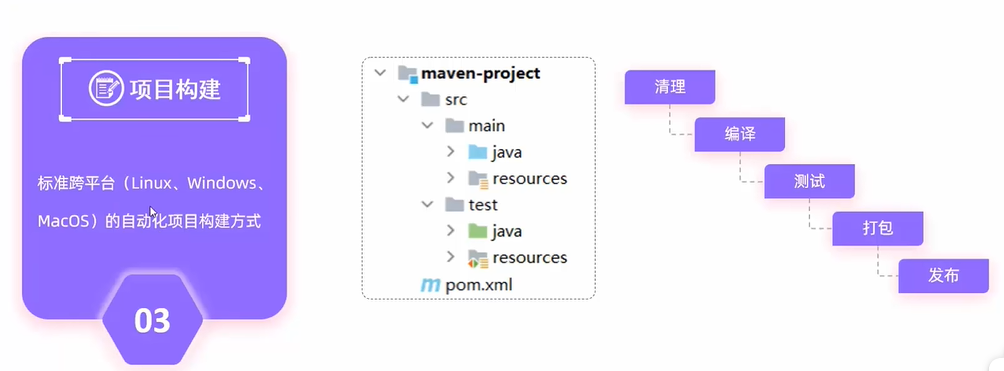 项目构建
标准跨平台（Linux、Windows、
MacOS）的自动化项目构建方式
03
maven-project
src
main
java
resources
test
java
resources
pom.xml
清理
编译
测试
打包
发布